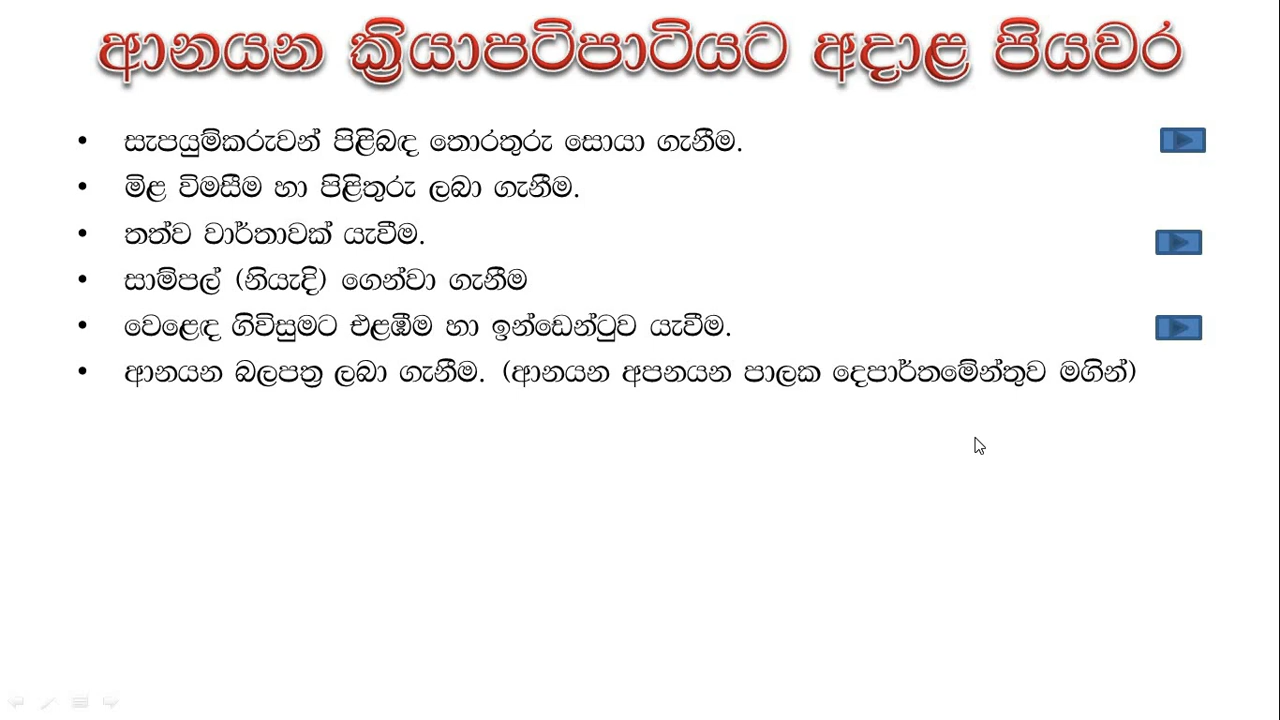 ආනයන ක්‍රියාපටිපාටියට අදාළ පියවර
• සැපයුම්කරුවන් පිළිබඳ තොරතුරු සොයා ගැනීම.
• මිළ විමසීම හා පිළිතුරු ලබා ගැනීම.
• තත්ව වාර්තාවක් යැවීම.
• සාම්පල් (නියැදි) ගෙන්වා ගැනීම
• වෙළෙඳ ගිවිසුමට එළඹීම හා ඉන්ඩෙන්ටුව යැවීම.
• ආනයන බලපත්‍ර ලබා ගැනීම. (ආනයන අපනයන පාලක දෙපාර්තමේන්තුව මගින්)